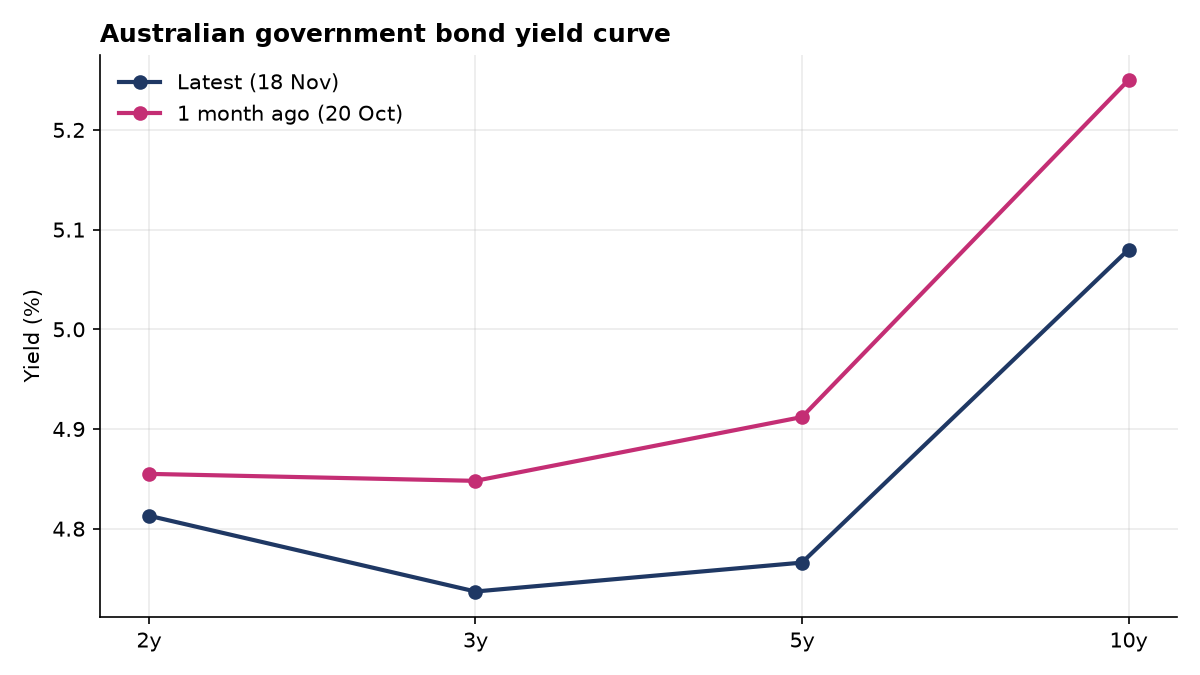 Australian government bond yield curve
Latest (18 Nov)
1 month ago (20 Oct)
Yield (%)
5.2
5.1
5.0
4.9
4.8
2y
3y
5y
10y